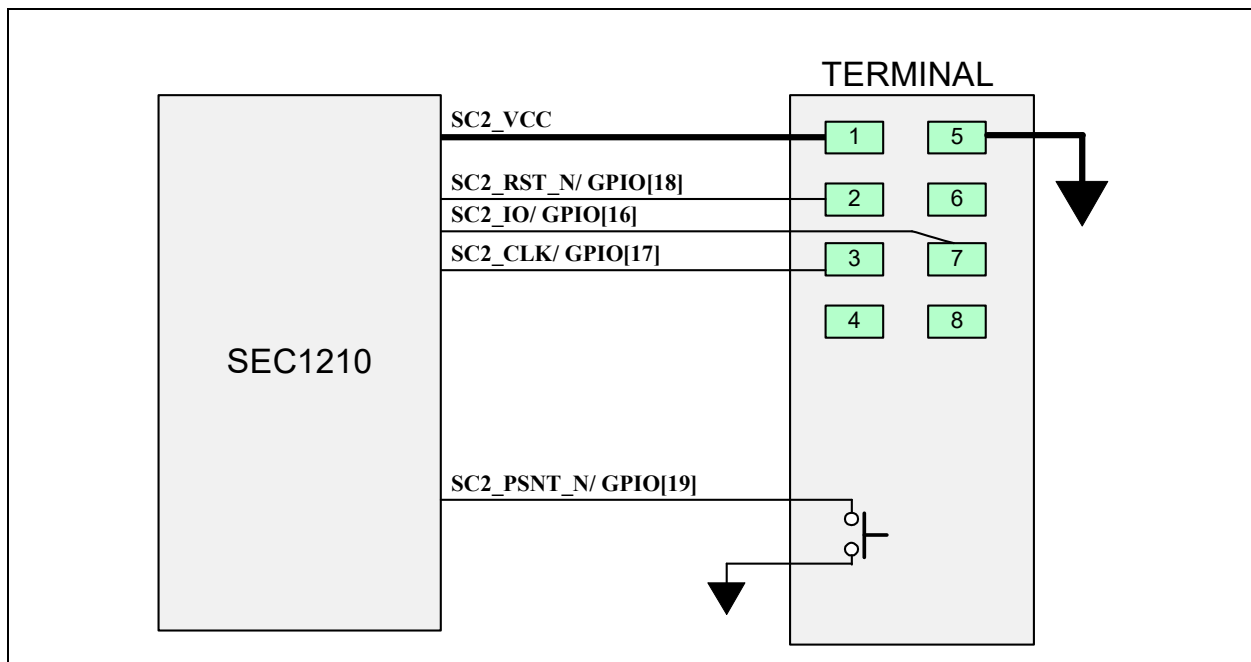 TERMINAL
SC2_VCC
1
5
SC2_RST_N/ GPIO[18]
2
6
SC2_IO/ GPIO[16]
SC2_CLK/ GPIO[17]
3
7
4
8
SEC1210
SC2_PSNT_N/ GPIO[19]